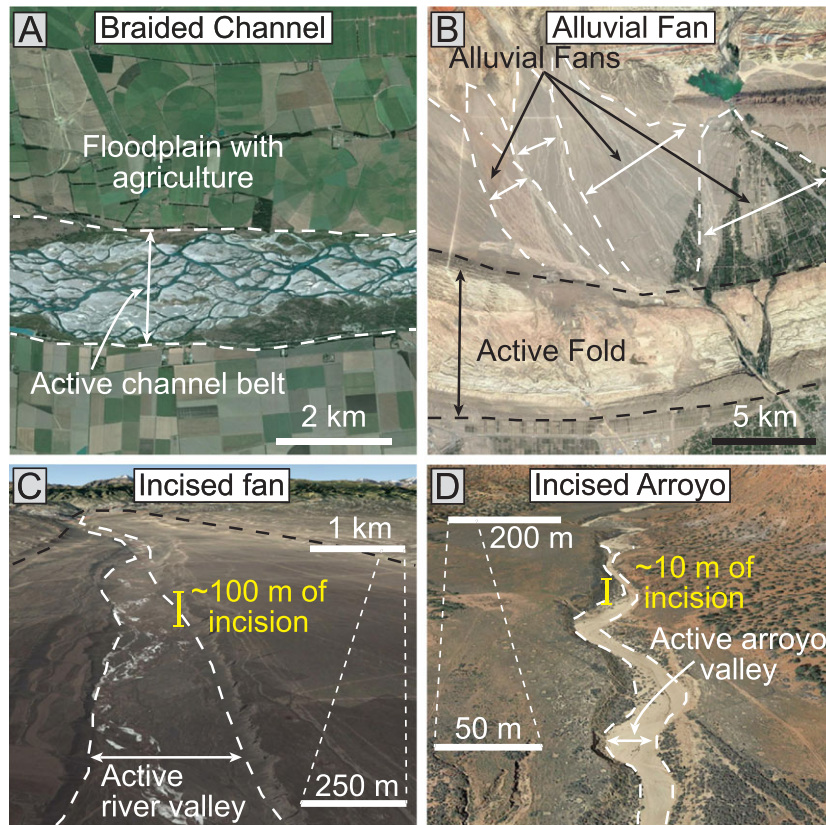 A
Braided Channel
Floodplain with
agriculture
Active channel belt
2 km
B
Alluvial Fan
Alluvial Fans
Active Fold
5 km
C
Incised fan
1 km
~100 m of
incision
Active
river valley
250 m
D
Incised Arroyo
200 m
~10 m of
incision
Active arroyo
valley
50 m